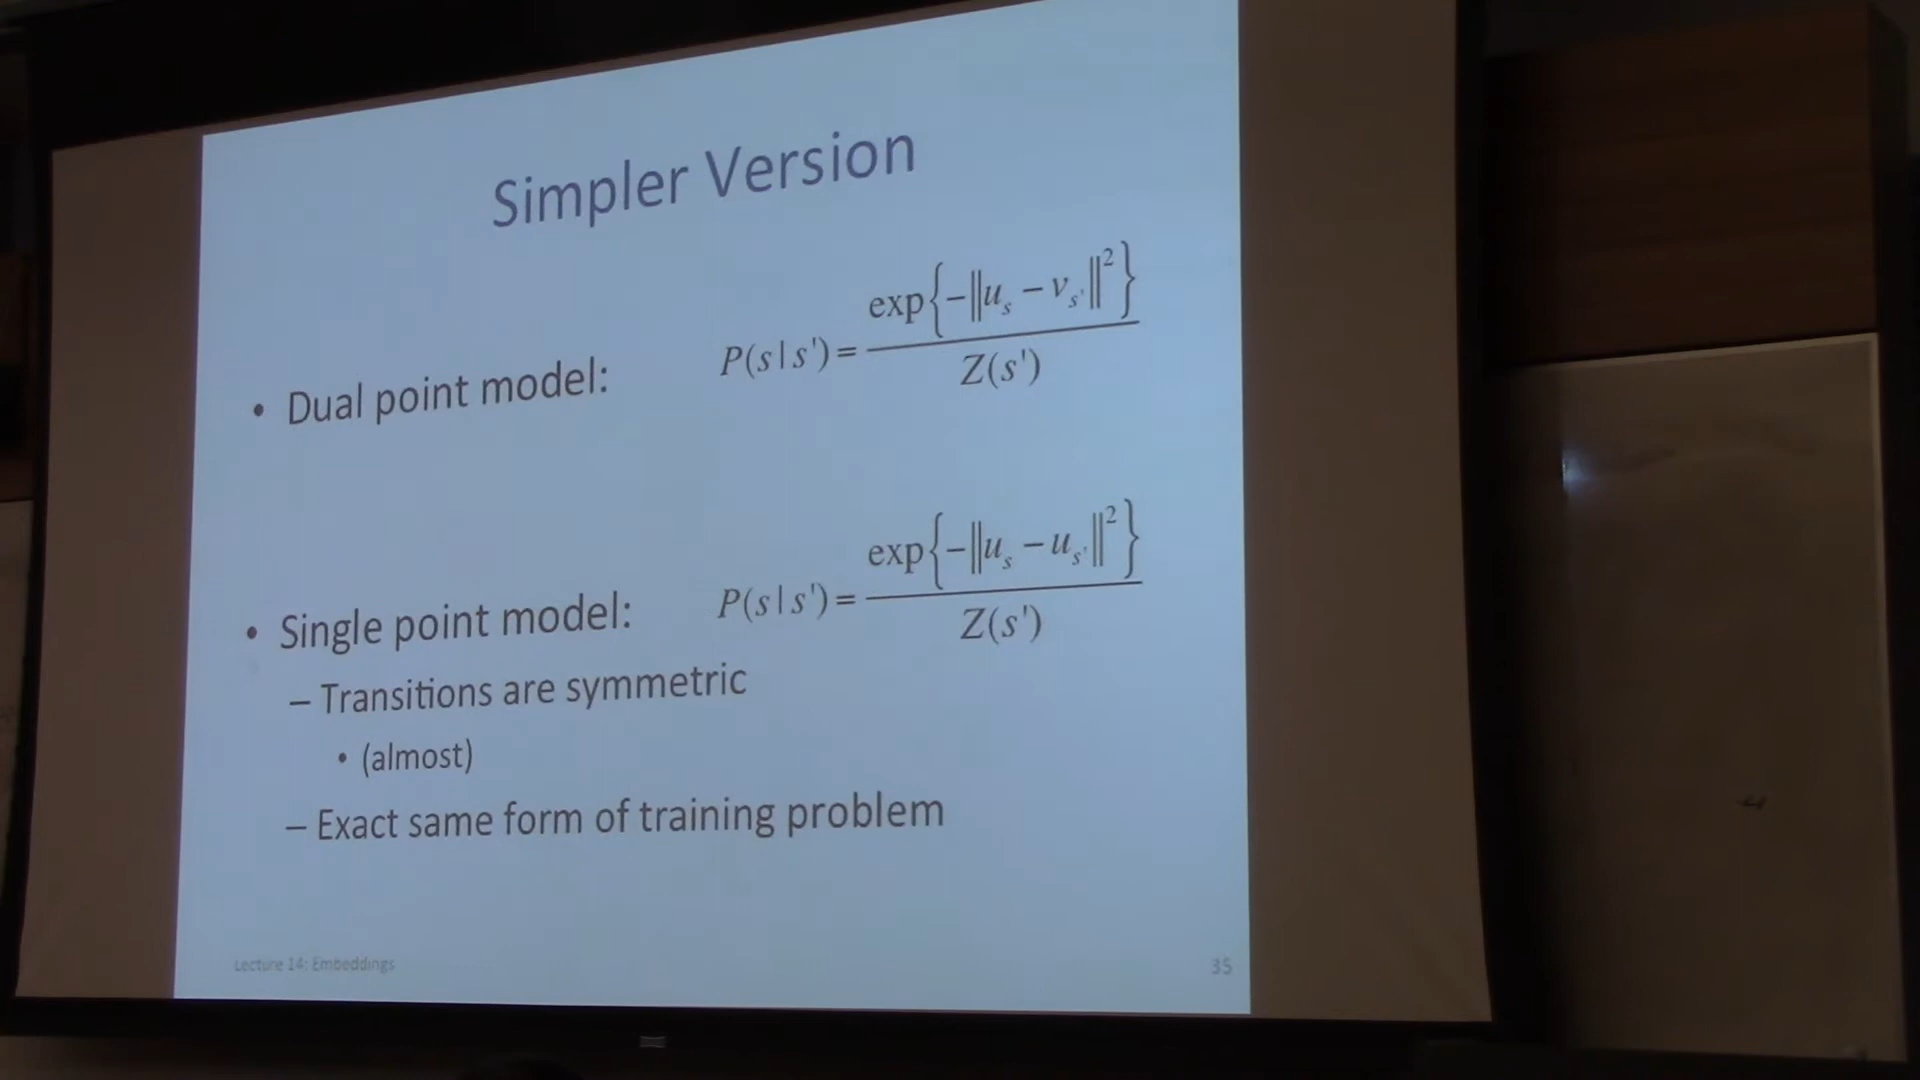 Simpler Version
• Dual point model: P(s|s') = exp{-‖u_s - v_s'‖²} / Z(s')
• Single point model: P(s|s') = exp{-‖u_s - u_s'‖²} / Z(s')
– Transitions are symmetric
• (almost)
– Exact same form of training problem
Lecture 14: Embeddings
35